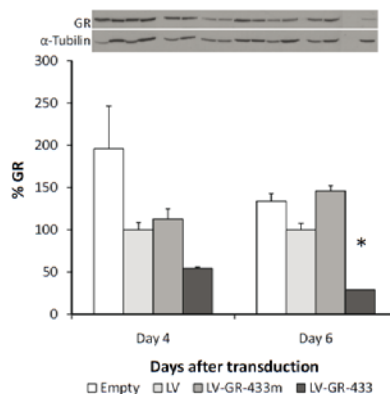 GR
α-Tubilin
300
250
200
150
100
50
0
% GR
*
Day 4 Day 6
Days after transduction
Empty LV LV-GR-433m LV-GR-433